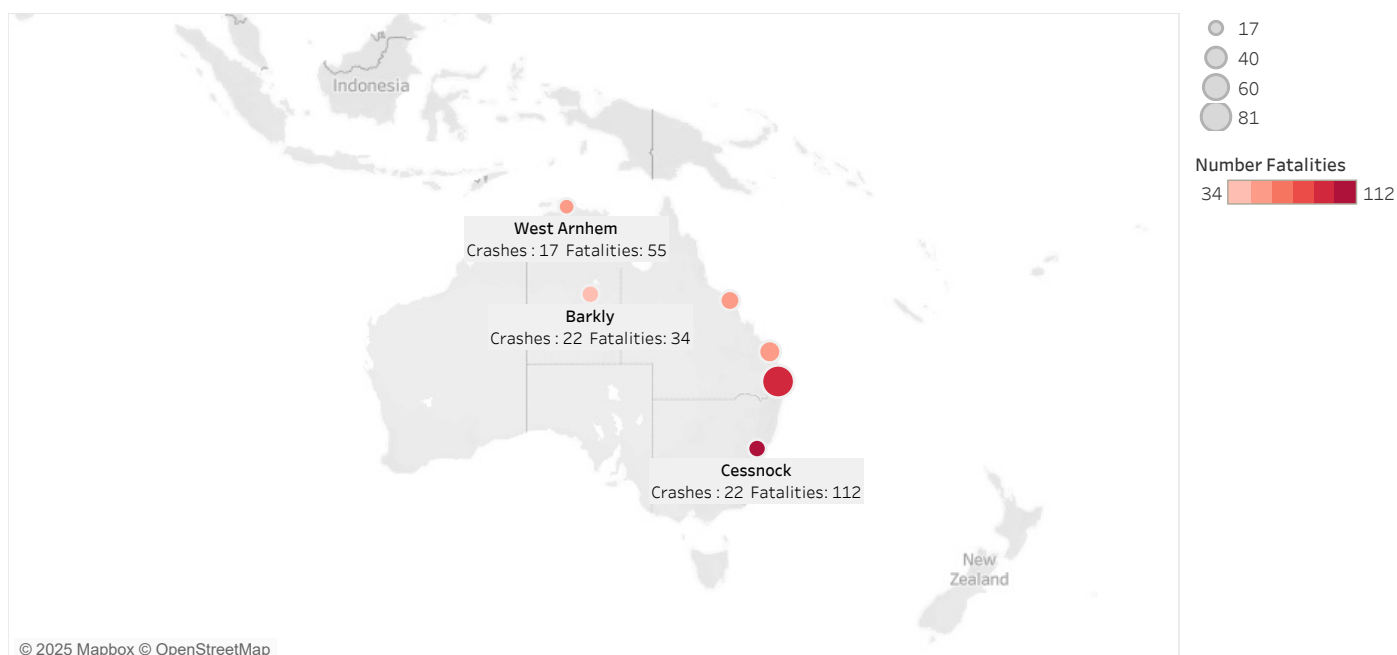 Indonesia
West Arnhem
Crashes : 17 Fatalities: 55
Barkly
Crashes : 22 Fatalities: 34
Cessnock
Crashes : 22 Fatalities: 112
New
Zealand
© 2025 Mapbox © OpenStreetMap
17
40
60
81
Number Fatalities
34 112